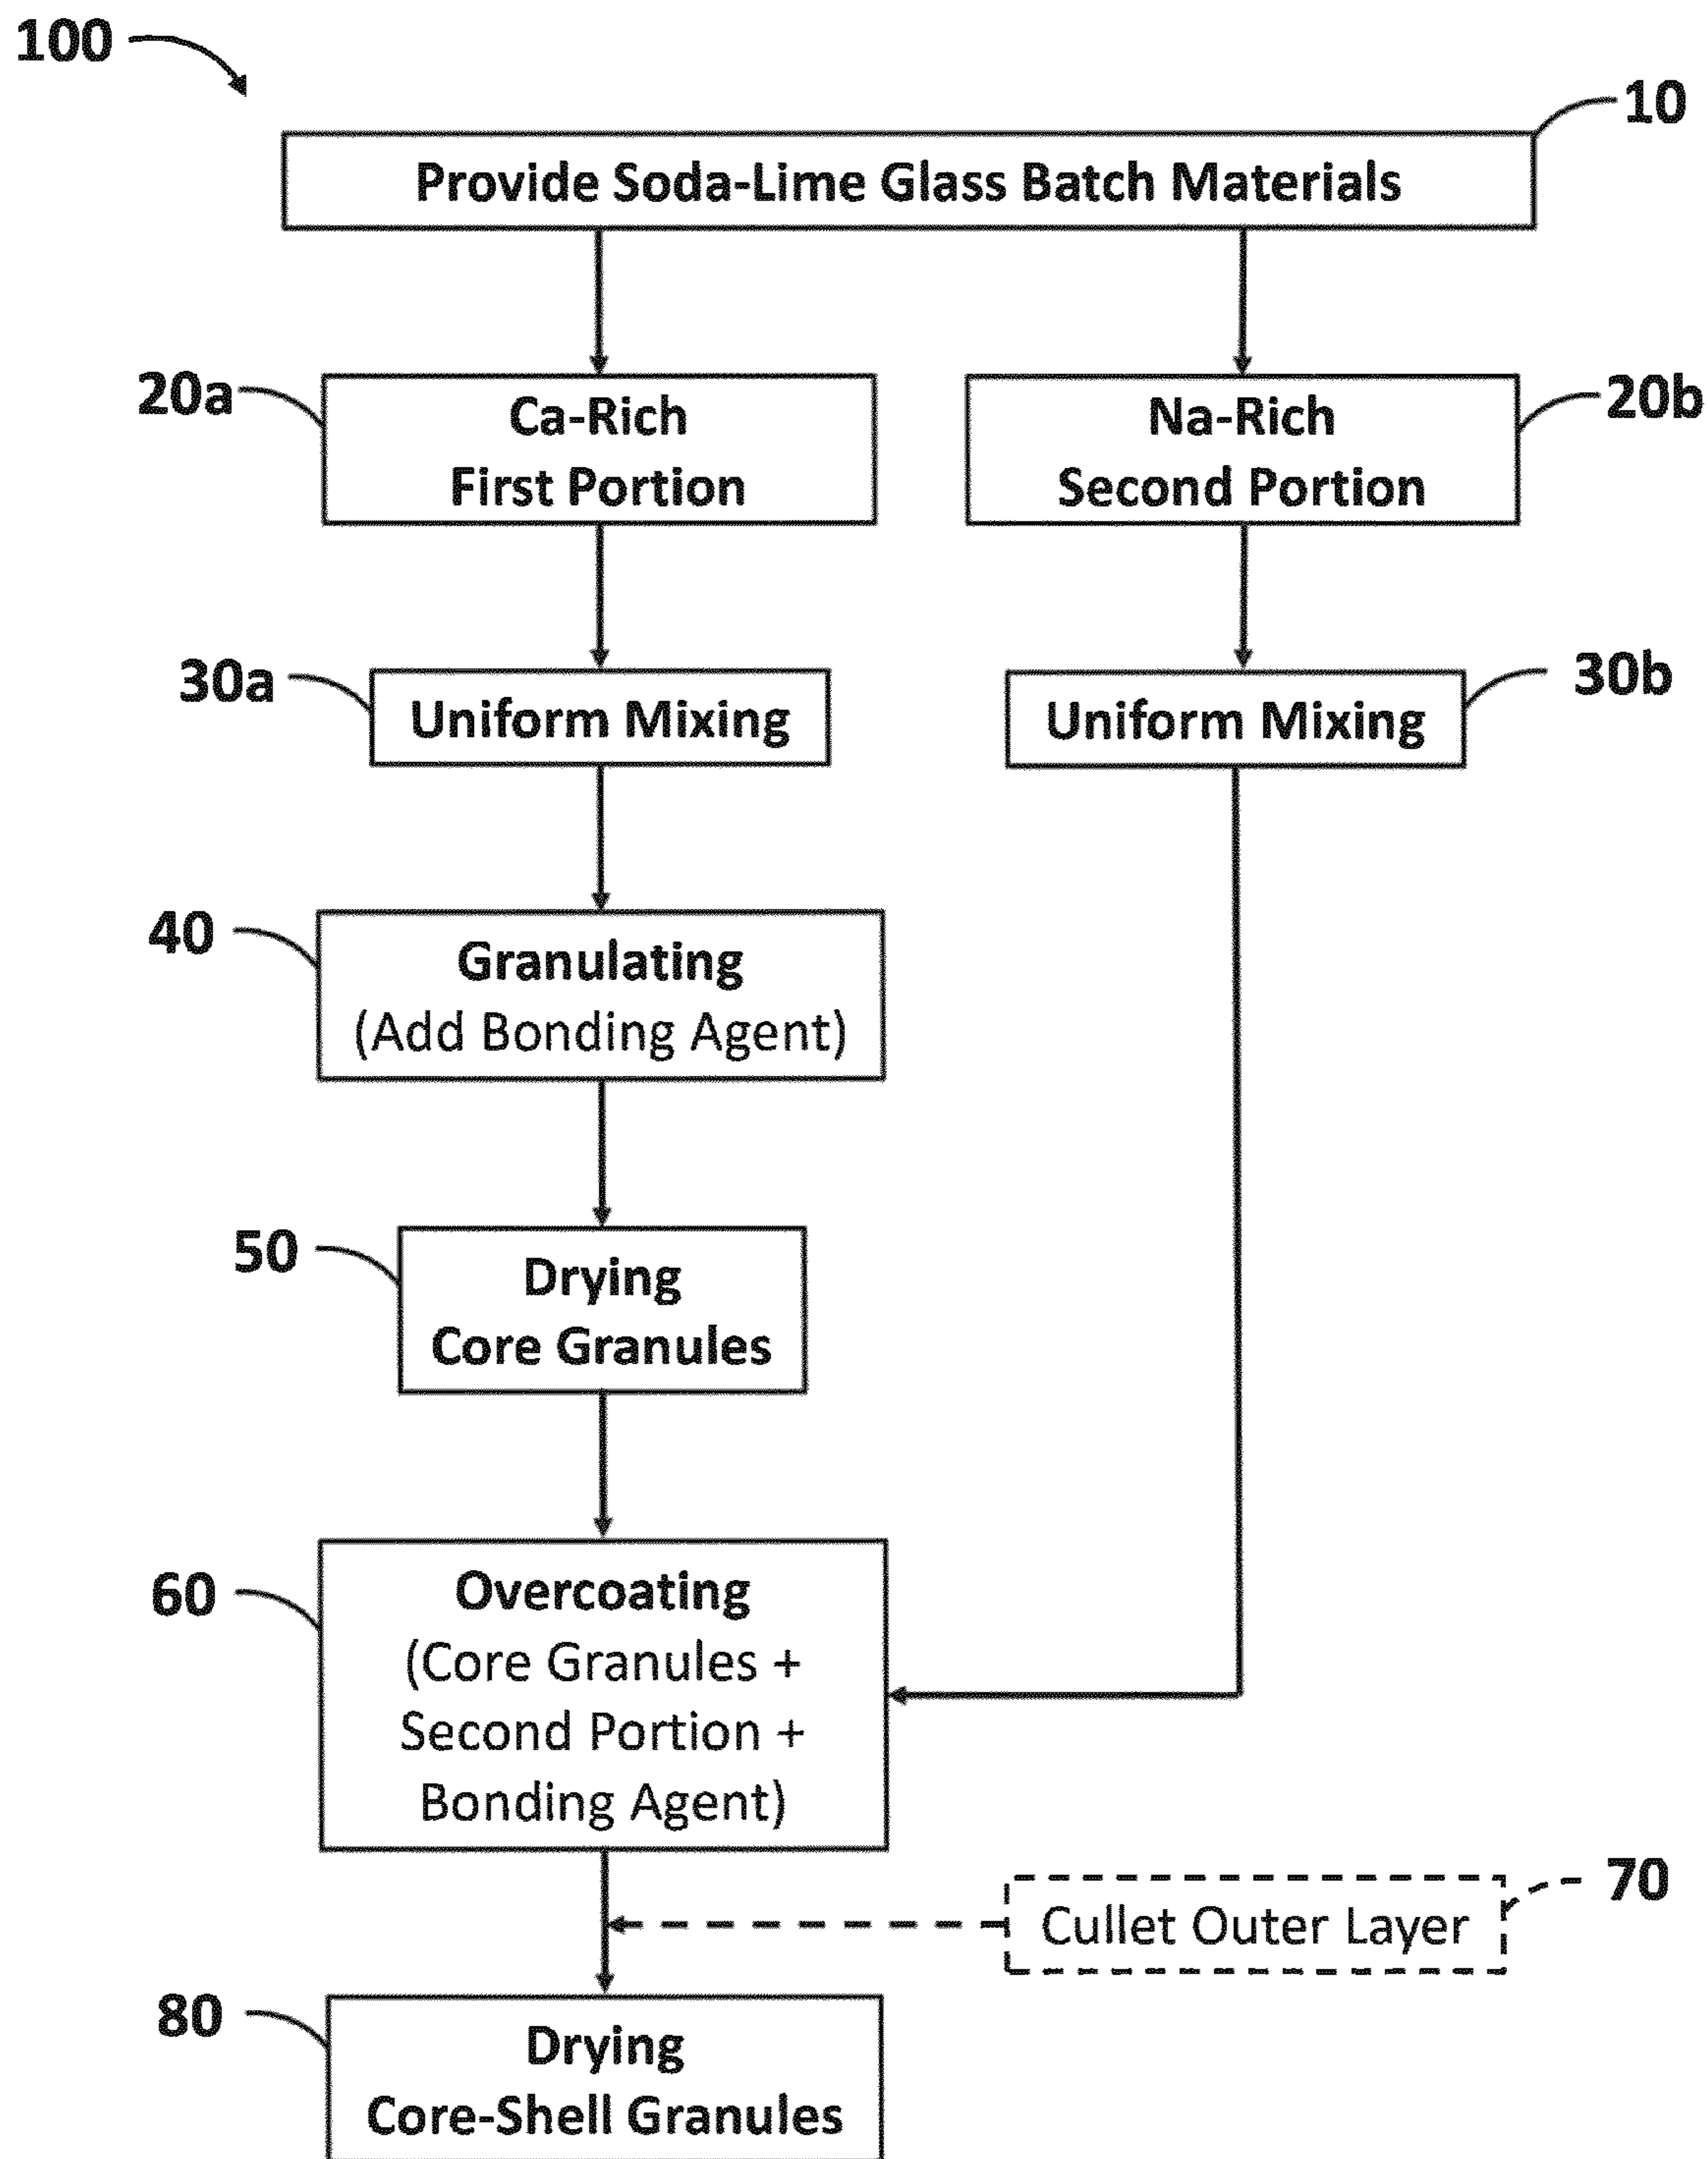 100
10
Provide Soda-Lime Glass Batch Materials
20a
Ca-Rich
First Portion
Na-Rich
Second Portion
20b
30a
Uniform Mixing
Uniform Mixing
30b
40
Granulating
(Add Bonding Agent)
50
Drying
Core Granules
60
Overcoating
(Core Granules +
Second Portion +
Bonding Agent)
70
Cullet Outer Layer
80
Drying
Core-Shell Granules